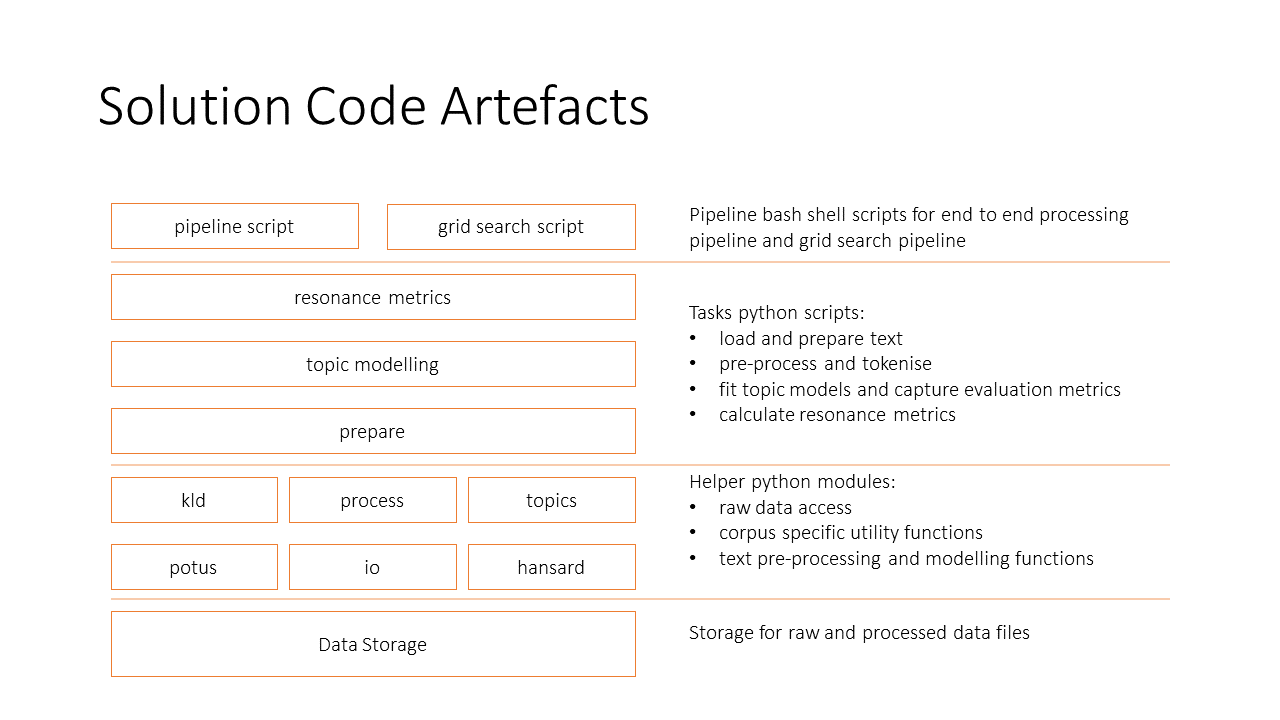 Solution Code Artefacts
pipeline script
grid search script
Pipeline bash shell scripts for end to end processing
pipeline and grid search pipeline
resonance metrics
topic modelling
prepare
Tasks python scripts:
• load and prepare text
• pre-process and tokenise
• fit topic models and capture evaluation metrics
• calculate resonance metrics
kld
process
topics
potus
io
hansard
Helper python modules:
• raw data access
• corpus specific utility functions
• text pre-processing and modelling functions
Data Storage
Storage for raw and processed data files